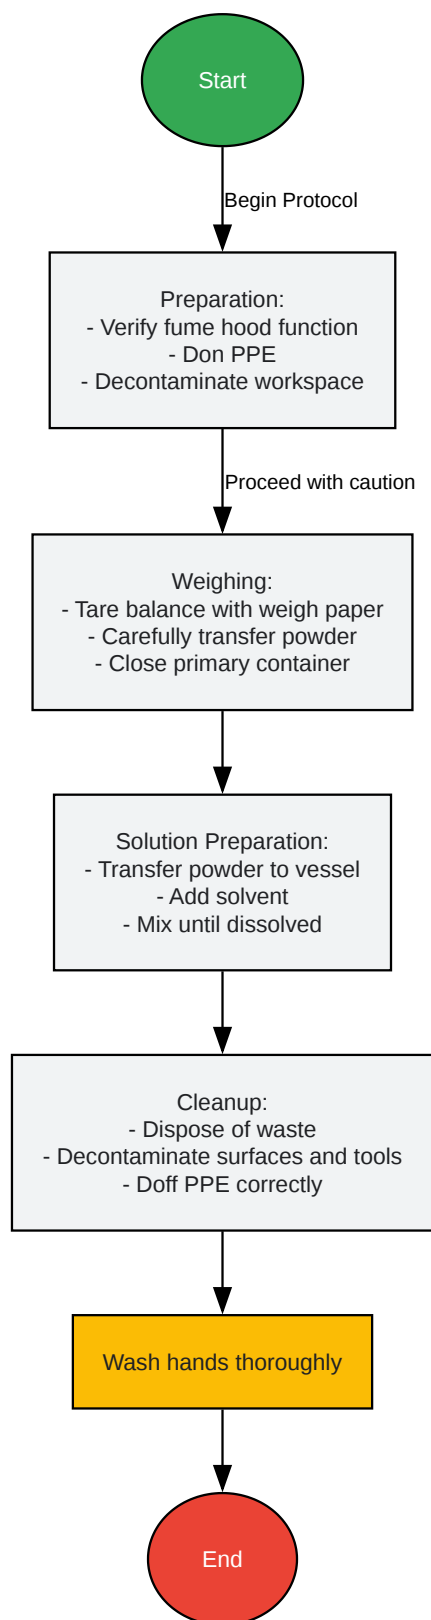 Start
Begin Protocol
Preparation:
- Verify fume hood function
- Don PPE
- Decontaminate workspace
Proceed with caution
Weighing:
- Tare balance with weigh paper
- Carefully transfer powder
- Close primary container
Solution Preparation:
- Transfer powder to vessel
- Add solvent
- Mix until dissolved
Cleanup:
- Dispose of waste
- Decontaminate surfaces and tools
- Doff PPE correctly
Wash hands thoroughly
End